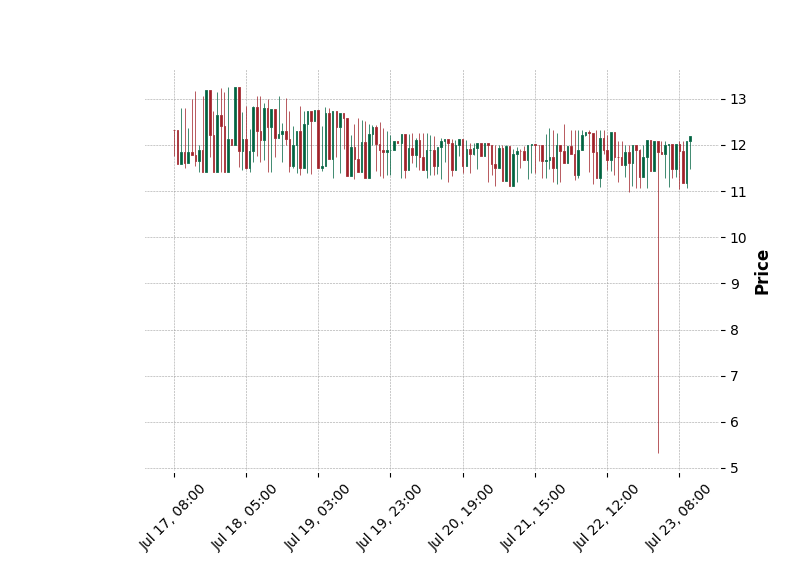 13
12
11
10
9
8
7
6
5
Price
Jul 17, 08:00
Jul 18, 05:00
Jul 19, 03:00
Jul 19, 23:00
Jul 20, 19:00
Jul 21, 15:00
Jul 22, 12:00
Jul 23, 08:00